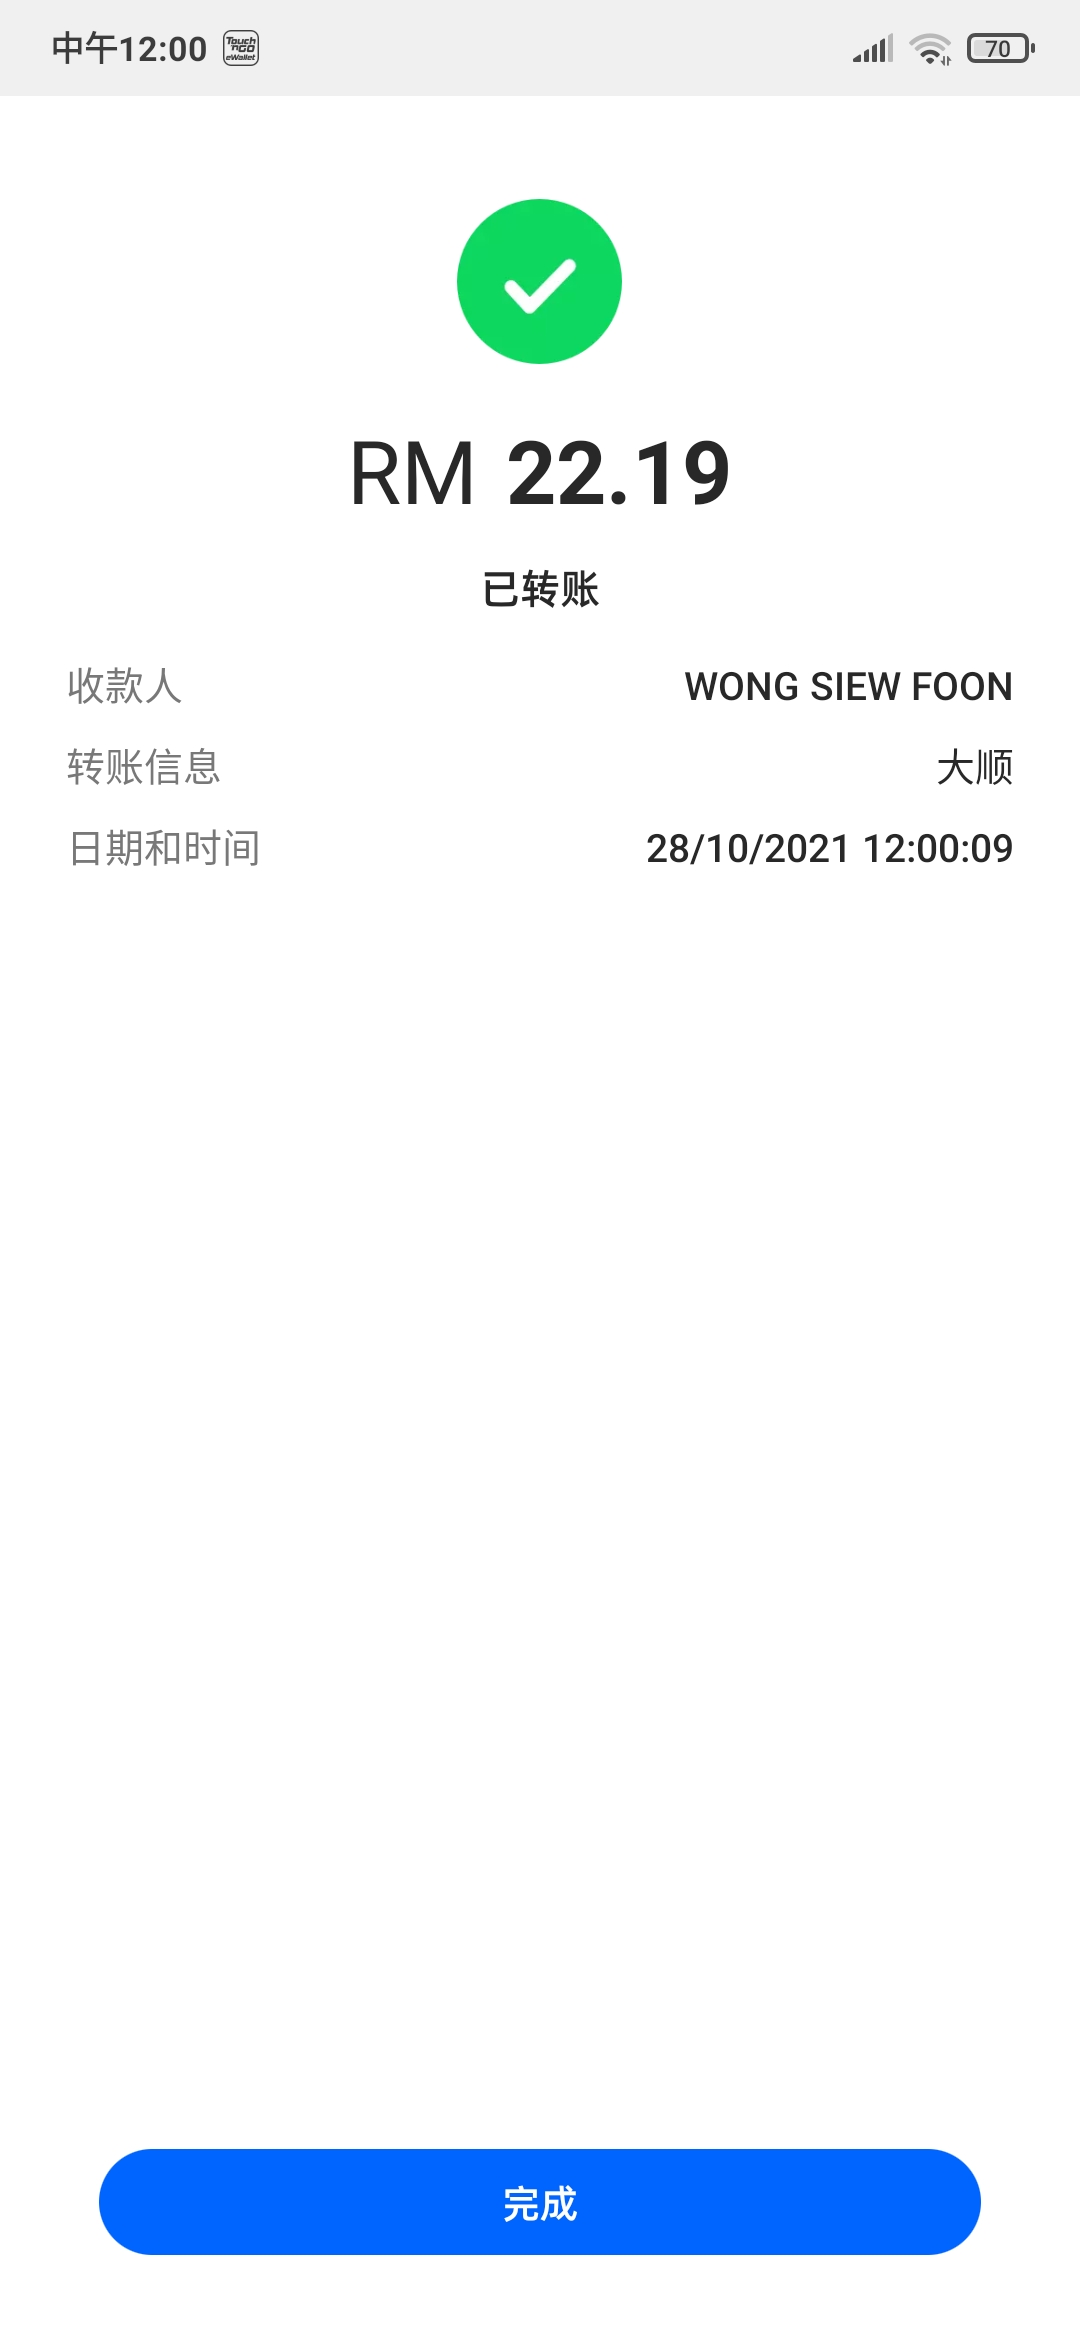 中午12:00 Touch 'n GO eWallet 70
RM 22.19
已转账
收款人 WONG SIEW FOON
转账信息 大顺
日期和时间 28/10/2021 12:00:09
完成